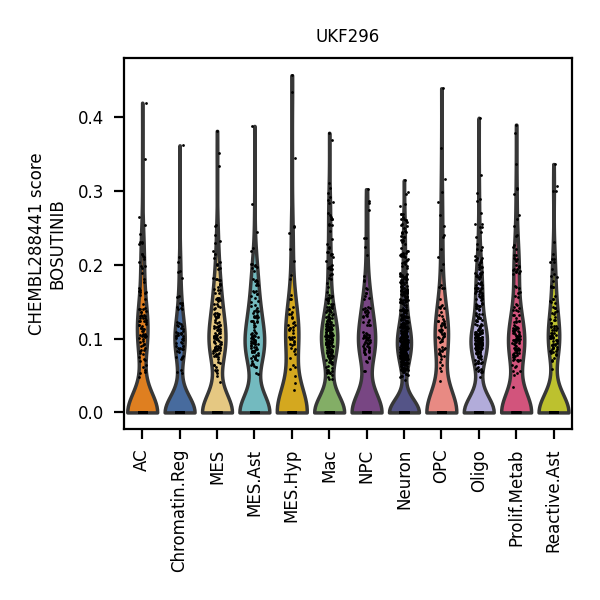 UKF296
CHEMBL288441 score
BOSUTINIB
0.4
0.3
0.2
0.1
0.0
AC
Chromatin.Reg
MES
MES.Ast
MES.Hyp
Mac
NPC
Neuron
OPC
Oligo
Prolif.Metab
Reactive.Ast